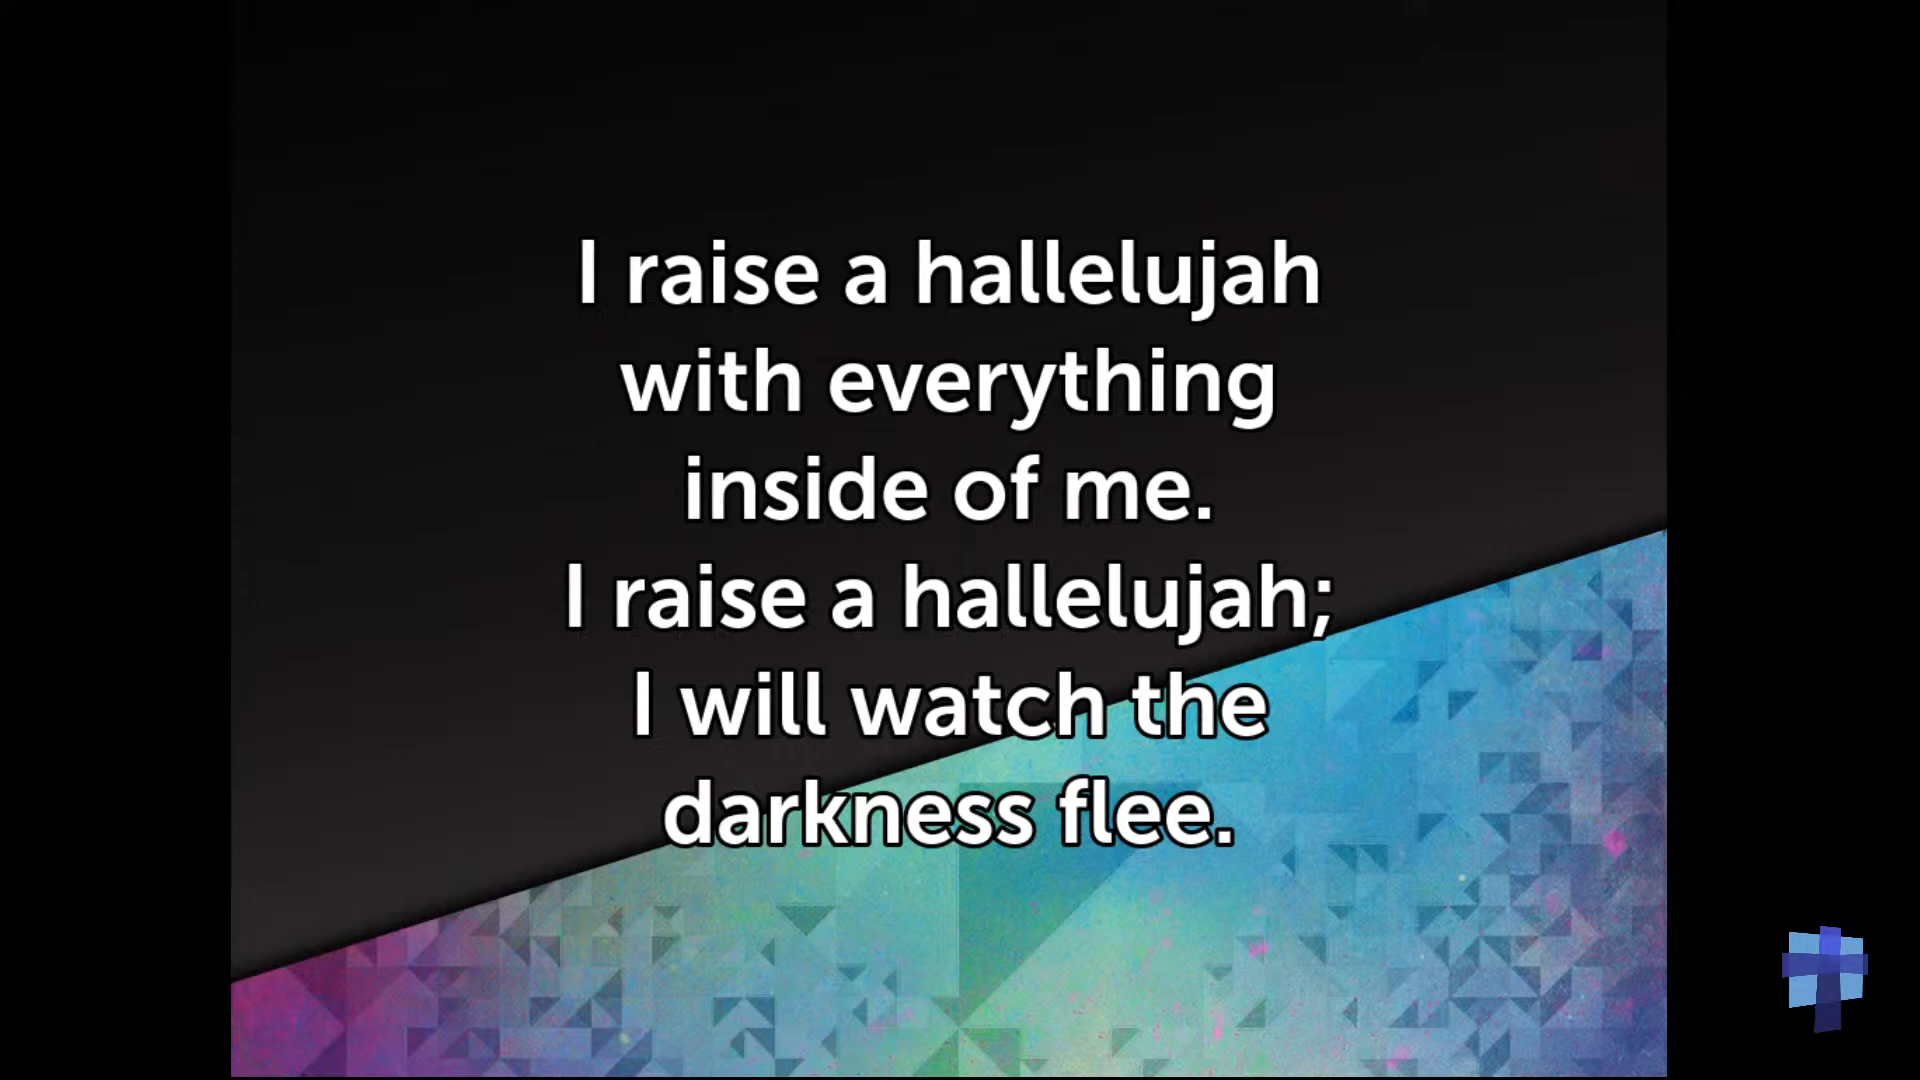 I raise a hallelujah
with everything
inside of me.
I raise a hallelujah;
I will watch the
darkness flee.